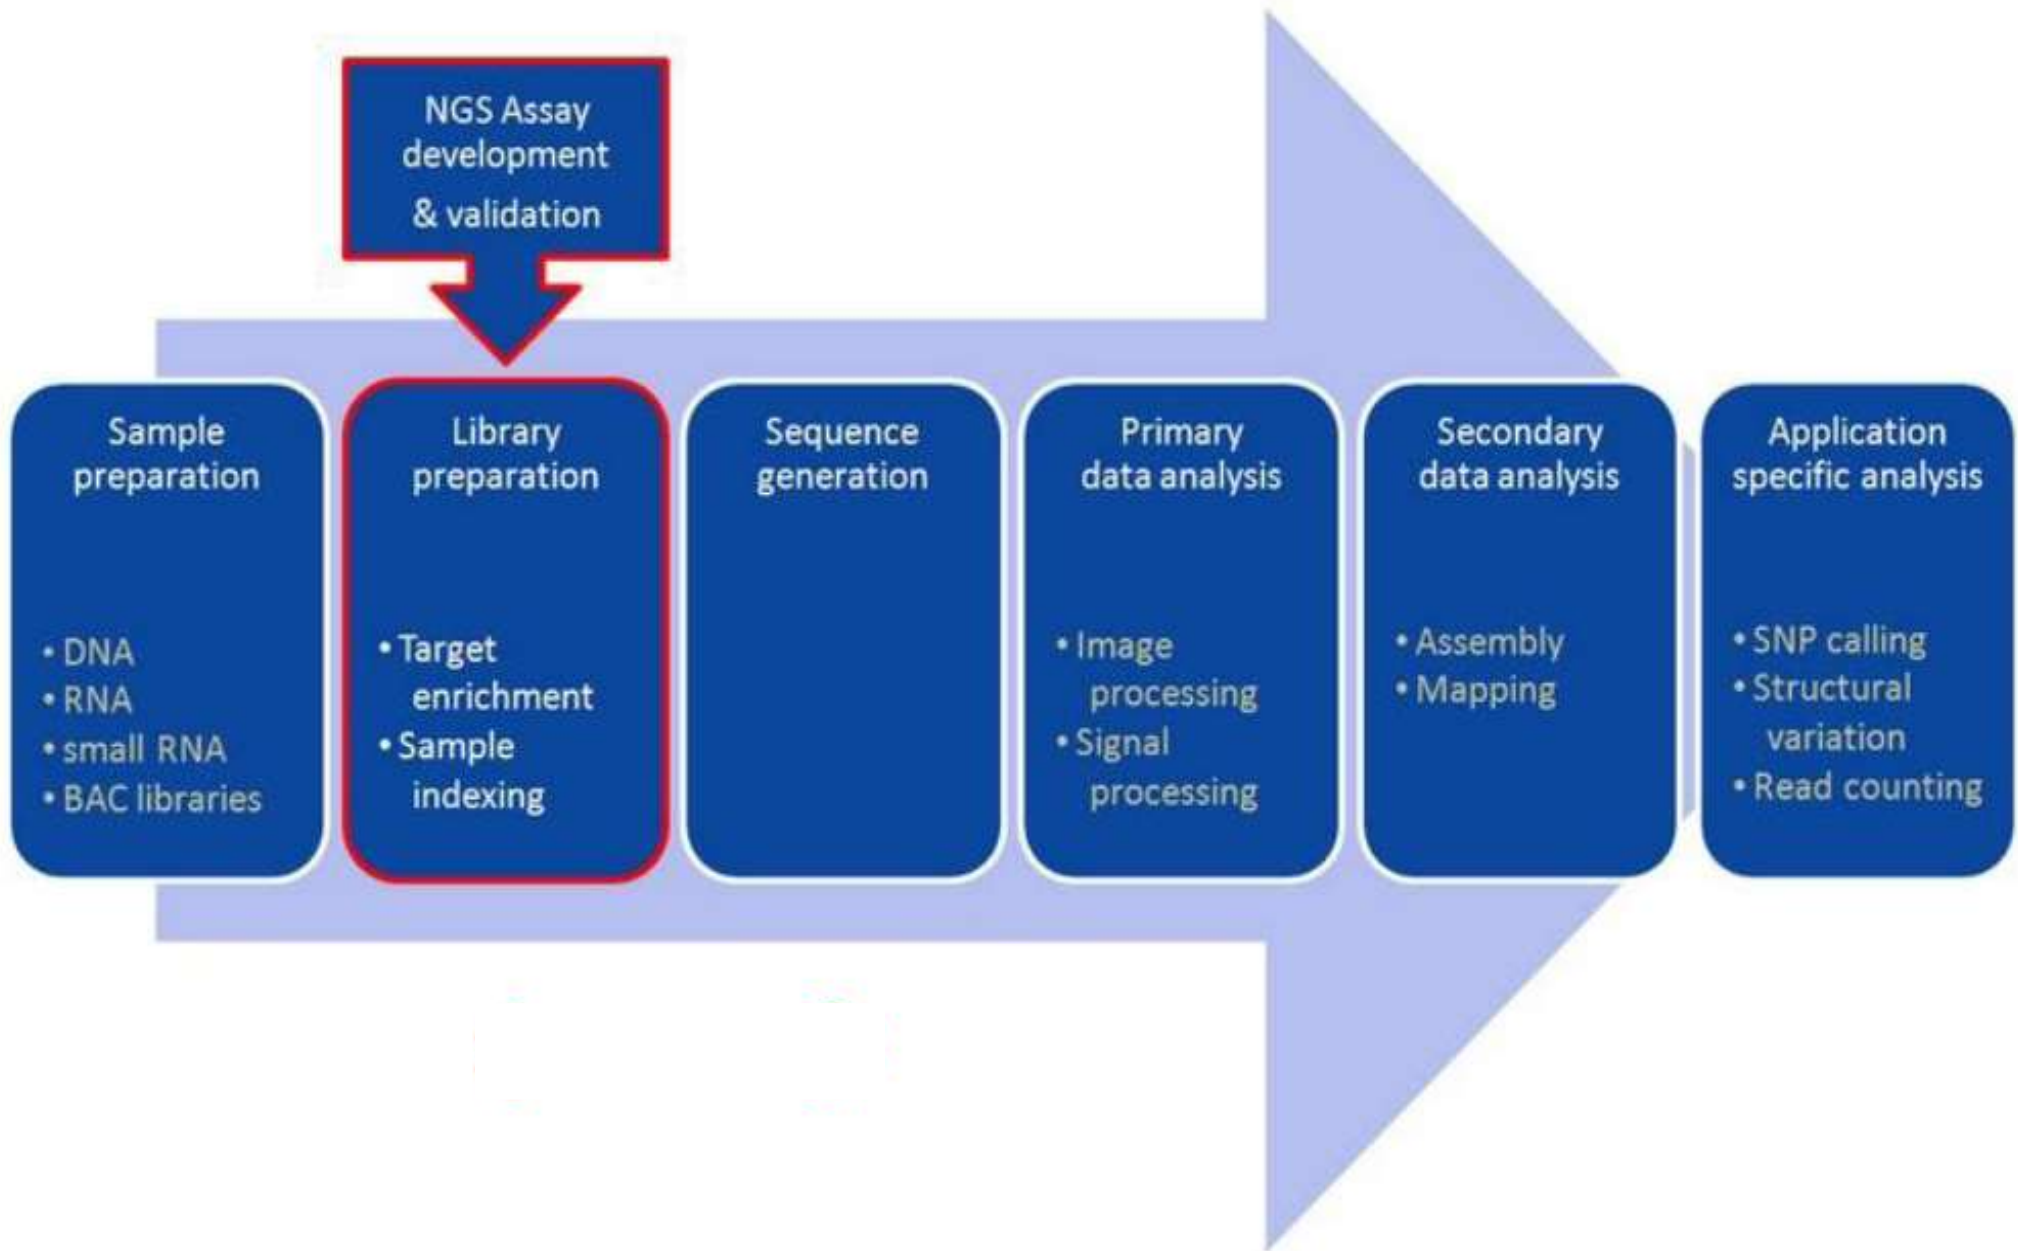 NGS Assay
development
& validation
Sample
preparation
• DNA
• RNA
• small RNA
• BAC libraries
Library
preparation
• Target
enrichment
• Sample
indexing
Sequence
generation
Primary
data analysis
• Image
processing
• Signal
processing
Secondary
data analysis
• Assembly
• Mapping
Application
specific analysis
• SNP calling
• Structural
variation
• Read counting